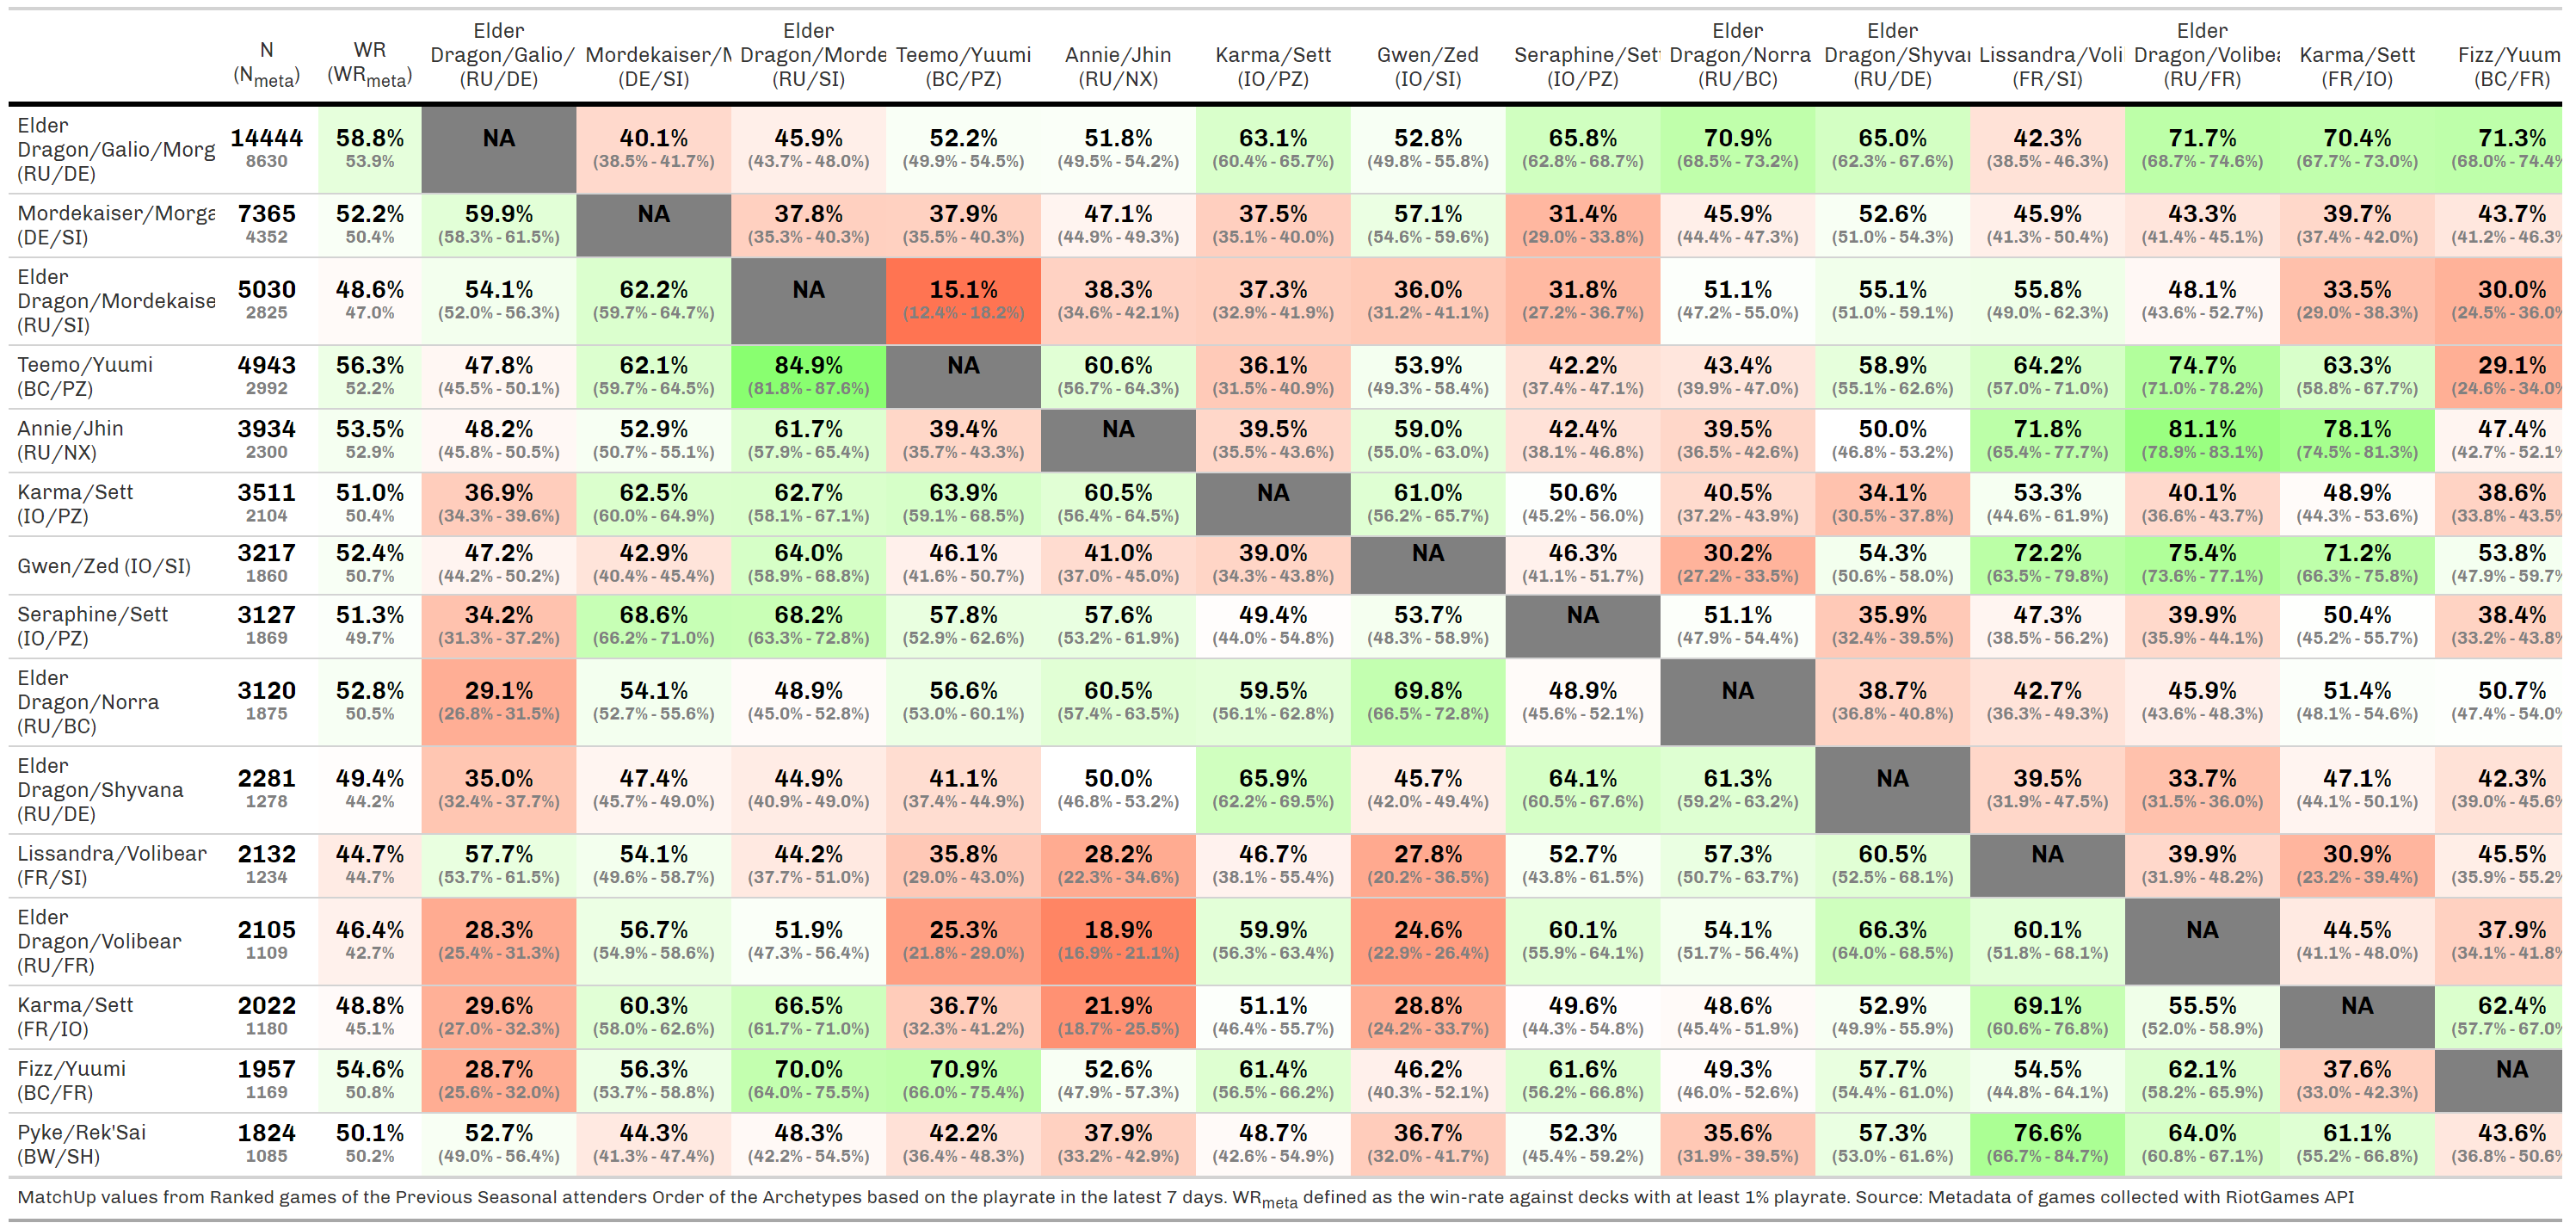 N (N_meta) WR (WR_meta) Elder Dragon/Galio/ (RU/DE) Mordekaiser/M (DE/SI) Elder Dragon/Morde (RU/SI) Teemo/Yuumi (BC/PZ) Annie/Jhin (RU/NX) Karma/Sett (IO/PZ) Gwen/Zed (IO/SI) Seraphine/Sett (IO/PZ) Elder Dragon/Norra (RU/BC) Elder Dragon/Shyvan (RU/DE) Lissandra/Voli (FR/SI) Elder Dragon/Volibea (RU/FR) Karma/Sett (FR/IO) Fizz/Yuum (BC/FR)
Elder Dragon/Galio/Morg (RU/DE)
14444 58.8% NA 40.1% 45.9% 52.2% 51.8% 63.1% 52.8% 65.8% 70.9% 65.0% 42.3% 71.7% 70.4% 71.3%
8630 53.9% (38.5% - 41.7%) (43.7% - 48.0%) (49.9% - 54.5%) (49.5% - 54.2%) (60.4% - 65.7%) (49.8% - 55.8%) (62.8% - 68.7%) (68.5% - 73.2%) (62.3% - 67.6%) (38.5% - 46.3%) (68.7% - 74.6%) (67.7% - 73.0%) (68.0% - 74.4%
Mordekaiser/Morga (DE/SI)
7365 52.2% 59.9% NA 37.8% 37.9% 47.1% 37.5% 57.1% 31.4% 45.9% 52.6% 45.9% 43.3% 39.7% 43.7%
4352 50.4% (58.3% - 61.5%) (35.3% - 40.3%) (35.5% - 40.3%) (44.9% - 49.3%) (35.1% - 40.0%) (54.6% - 59.6%) (29.0% - 33.8%) (44.4% - 47.3%) (51.0% - 54.3%) (41.3% - 50.4%) (41.4% - 45.1%) (37.4% - 42.0%) (41.2% - 46.3%
Elder Dragon/Mordekaise (RU/SI)
5030 48.6% 54.1% 62.2% NA 15.1% 38.3% 37.3% 36.0% 31.8% 51.1% 55.1% 55.8% 48.1% 33.5% 30.0%
2825 47.0% (52.0% - 56.3%) (59.7% - 64.7%) (12.4% - 18.2%) (34.6% - 42.1%) (32.9% - 41.9%) (31.2% - 41.1%) (27.2% - 36.7%) (47.2% - 55.0%) (51.0% - 59.1%) (49.0% - 62.3%) (43.6% - 52.7%) (29.0% - 38.3%) (24.5% - 36.0%
Teemo/Yuumi (BC/PZ)
4943 56.3% 47.8% 62.1% 84.9% NA 60.6% 36.1% 53.9% 42.2% 43.4% 58.9% 64.2% 74.7% 63.3% 29.1%
2992 52.2% (45.5% - 50.1%) (59.7% - 64.5%) (81.8% - 87.6%) (56.7% - 64.3%) (31.5% - 40.9%) (49.3% - 58.4%) (37.4% - 47.1%) (39.9% - 47.0%) (55.1% - 62.6%) (57.0% - 71.0%) (71.0% - 78.2%) (58.8% - 67.7%) (24.6% - 34.0%
Annie/Jhin (RU/NX)
3934 53.5% 48.2% 52.9% 61.7% 39.4% NA 39.5% 59.0% 42.4% 39.5% 50.0% 71.8% 81.1% 78.1% 47.4%
2300 52.9% (45.8% - 50.5%) (50.7% - 55.1%) (57.9% - 65.4%) (35.7% - 43.3%) (35.5% - 43.6%) (55.0% - 63.0%) (38.1% - 46.8%) (36.5% - 42.6%) (46.8% - 53.2%) (65.4% - 77.7%) (78.9% - 83.1%) (74.5% - 81.3%) (42.7% - 52.1%
Karma/Sett (IO/PZ)
3511 51.0% 36.9% 62.5% 62.7% 63.9% 60.5% NA 61.0% 50.6% 40.5% 34.1% 53.3% 40.1% 48.9% 38.6%
2104 50.4% (34.3% - 39.6%) (60.0% - 64.9%) (58.1% - 67.1%) (59.1% - 68.5%) (56.4% - 64.5%) (56.2% - 65.7%) (45.2% - 56.0%) (37.2% - 43.9%) (30.5% - 37.8%) (44.6% - 61.9%) (36.6% - 43.7%) (44.3% - 53.6%) (33.8% - 43.5%
Gwen/Zed (IO/SI)
3217 52.4% 47.2% 42.9% 64.0% 46.1% 41.0% 39.0% NA 46.3% 30.2% 54.3% 72.2% 75.4% 71.2% 53.8%
1860 50.7% (44.2% - 50.2%) (40.4% - 45.4%) (58.9% - 68.8%) (41.6% - 50.7%) (37.0% - 45.0%) (34.3% - 43.8%) (41.1% - 51.7%) (27.2% - 33.5%) (50.6% - 58.0%) (63.5% - 79.8%) (73.6% - 77.1%) (66.3% - 75.8%) (47.9% - 59.7%
Seraphine/Sett (IO/PZ)
3127 51.3% 34.2% 68.6% 68.2% 57.8% 57.6% 49.4% 53.7% NA 51.1% 35.9% 47.3% 39.9% 50.4% 38.4%
1869 49.7% (31.3% - 37.2%) (66.2% - 71.0%) (63.3% - 72.8%) (52.9% - 62.6%) (53.2% - 61.9%) (44.0% - 54.8%) (48.3% - 58.9%) (47.9% - 54.4%) (32.4% - 39.5%) (38.5% - 56.2%) (35.9% - 44.1%) (45.2% - 55.7%) (33.2% - 43.8%
Elder Dragon/Norra (RU/BC)
3120 52.8% 29.1% 54.1% 48.9% 56.6% 60.5% 59.5% 69.8% 48.9% NA 38.7% 42.7% 45.9% 51.4% 50.7%
1875 50.5% (26.8% - 31.5%) (52.7% - 55.6%) (45.0% - 52.8%) (53.0% - 60.1%) (57.4% - 63.5%) (56.1% - 62.8%) (66.5% - 72.8%) (45.6% - 52.1%) (36.8% - 40.8%) (36.3% - 49.3%) (43.6% - 48.3%) (48.1% - 54.6%) (47.4% - 54.0%
Elder Dragon/Shyvana (RU/DE)
2281 49.4% 35.0% 47.4% 44.9% 41.1% 50.0% 65.9% 45.7% 64.1% 61.3% NA 39.5% 33.7% 47.1% 42.3%
1278 44.2% (32.4% - 37.7%) (45.7% - 49.0%) (40.9% - 49.0%) (37.4% - 44.9%) (46.8% - 53.2%) (62.2% - 69.5%) (42.0% - 49.4%) (60.5% - 67.6%) (59.2% - 63.2%) (31.9% - 47.5%) (31.5% - 36.0%) (44.1% - 50.1%) (39.0% - 45.6%
Lissandra/Volibear (FR/SI)
2132 44.7% 57.7% 54.1% 44.2% 35.8% 28.2% 46.7% 27.8% 52.7% 57.3% 60.5% NA 39.9% 30.9% 45.5%
1234 44.7% (53.7% - 61.5%) (49.6% - 58.7%) (37.7% - 51.0%) (29.0% - 43.0%) (22.3% - 34.6%) (38.1% - 55.4%) (20.2% - 36.5%) (43.8% - 61.5%) (50.7% - 63.7%) (52.5% - 68.1%) (31.9% - 48.2%) (23.2% - 39.4%) (35.9% - 55.2%
Elder Dragon/Volibear (RU/FR)
2105 46.4% 28.3% 56.7% 51.9% 25.3% 18.9% 59.9% 24.6% 60.1% 54.1% 66.3% 60.1% NA 44.5% 37.9%
1109 42.7% (25.4% - 31.3%) (54.9% - 58.6%) (47.3% - 56.4%) (21.8% - 29.0%) (16.9% - 21.1%) (56.3% - 63.4%) (22.9% - 26.4%) (55.9% - 64.1%) (51.7% - 56.4%) (64.0% - 68.5%) (51.8% - 68.1%) (41.1% - 48.0%) (34.1% - 41.8%
Karma/Sett (FR/IO)
2022 48.8% 29.6% 60.3% 66.5% 36.7% 21.9% 51.1% 28.8% 49.6% 48.6% 52.9% 69.1% 55.5% NA 62.4%
1180 45.1% (27.0% - 32.3%) (58.0% - 62.6%) (61.7% - 71.0%) (32.3% - 41.2%) (18.7% - 25.5%) (46.4% - 55.7%) (24.2% - 33.7%) (44.3% - 54.8%) (45.4% - 51.9%) (49.9% - 55.9%) (60.6% - 76.8%) (52.0% - 58.9%) (57.7% - 67.0%
Fizz/Yuumi (BC/FR)
1957 54.6% 28.7% 56.3% 70.0% 70.9% 52.6% 61.4% 46.2% 61.6% 49.3% 57.7% 54.5% 62.1% 37.6% NA
1169 50.8% (25.6% - 32.0%) (53.7% - 58.8%) (64.0% - 75.5%) (66.0% - 75.4%) (47.9% - 57.3%) (56.5% - 66.2%) (40.3% - 52.1%) (56.2% - 66.8%) (46.0% - 52.6%) (54.4% - 61.0%) (44.8% - 64.1%) (58.2% - 65.9%) (33.0% - 42.3%)
Pyke/Rek'Sai (BW/SH)
1824 50.1% 52.7% 44.3% 48.3% 42.2% 37.9% 48.7% 36.7% 52.3% 35.6% 57.3% 76.6% 64.0% 61.1% 43.6%
1085 50.2% (49.0% - 56.4%) (41.3% - 47.4%) (42.2% - 54.5%) (36.4% - 48.3%) (33.2% - 42.9%) (42.6% - 54.9%) (32.0% - 41.7%) (45.4% - 59.2%) (31.9% - 39.5%) (53.0% - 61.6%) (66.7% - 84.7%) (60.8% - 67.1%) (55.2% - 66.8%) (36.8% - 50.6%
MatchUp values from Ranked games of the Previous Seasonal attenders Order of the Archetypes based on the playrate in the latest 7 days. WR_meta defined as the win-rate against decks with at least 1% playrate. Source: Metadata of games collected with RiotGames API